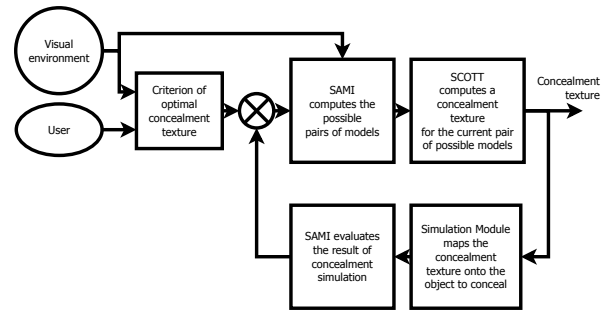 Visual
environment
User
Criterion of
optimal
concealment
texture
SAMI
computes the
possible
pairs of models
SCOTT
computes a
concealment
texture
for the current pair
of possible models
Concealment
texture
SAMI evaluates
the result of
concealment
simulation
Simulation Module
maps the
concealment
texture onto the
object to conceal